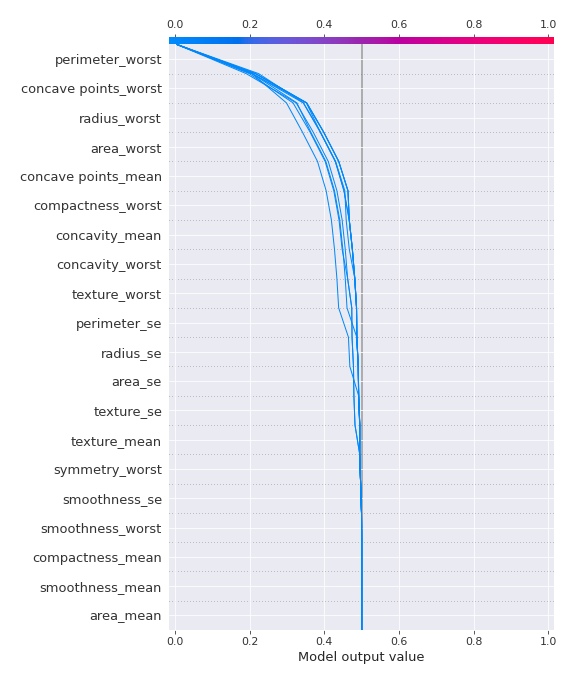 0.0 0.2 0.4 0.6 0.8 1.0
perimeter_worst
concave points_worst
radius_worst
area_worst
concave points_mean
compactness_worst
concavity_mean
concavity_worst
texture_worst
perimeter_se
radius_se
area_se
texture_se
texture_mean
symmetry_worst
smoothness_se
smoothness_worst
compactness_mean
smoothness_mean
area_mean
0.0 0.2 0.4 0.6 0.8 1.0
Model output value